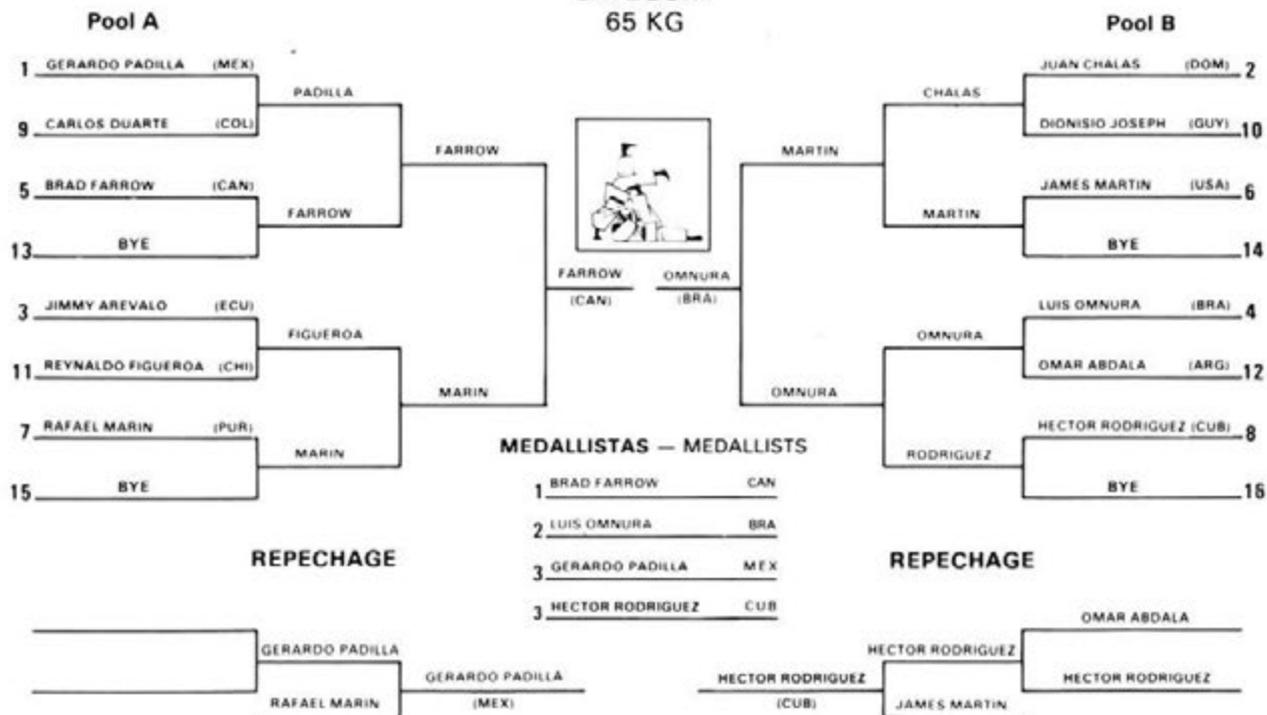 65 KG
Pool A
Pool B
1 GERARDO PADILLA (MEX)
PADILLA
9 CARLOS DUARTE (COL)
FARROW
5 BRAD FARROW (CAN)
FARROW
13 BYE
FARROW
(CAN)
3 JIMMY AREVALO (ECU)
FIGUEROA
11 REYNALDO FIGUEROA (CHI)
MARIN
7 RAFAEL MARIN (PUR)
MARIN
15 BYE
JUAN CHALAS (DOM) 2
CHALAS
DIONISIO JOSEPH (GUY) 10
MARTIN
JAMES MARTIN (USA) 6
MARTIN
BYE 14
OMNURA
(BRA)
LUIS OMNURA (BRA) 4
OMNURA
OMAR ABDALA (ARG) 12
OMNURA
HECTOR RODRIGUEZ (CUB) 8
RODRIGUEZ
BYE 16
MEDALLISTAS — MEDALLISTS
1 BRAD FARROW CAN
2 LUIS OMNURA BRA
3 GERARDO PADILLA MEX
3 HECTOR RODRIGUEZ CUB
REPECHAGE
GERARDO PADILLA
GERARDO PADILLA
(MEX)
RAFAEL MARIN
REPECHAGE
OMAR ABDALA
HECTOR RODRIGUEZ
HECTOR RODRIGUEZ
HECTOR RODRIGUEZ
(CUB)
JAMES MARTIN